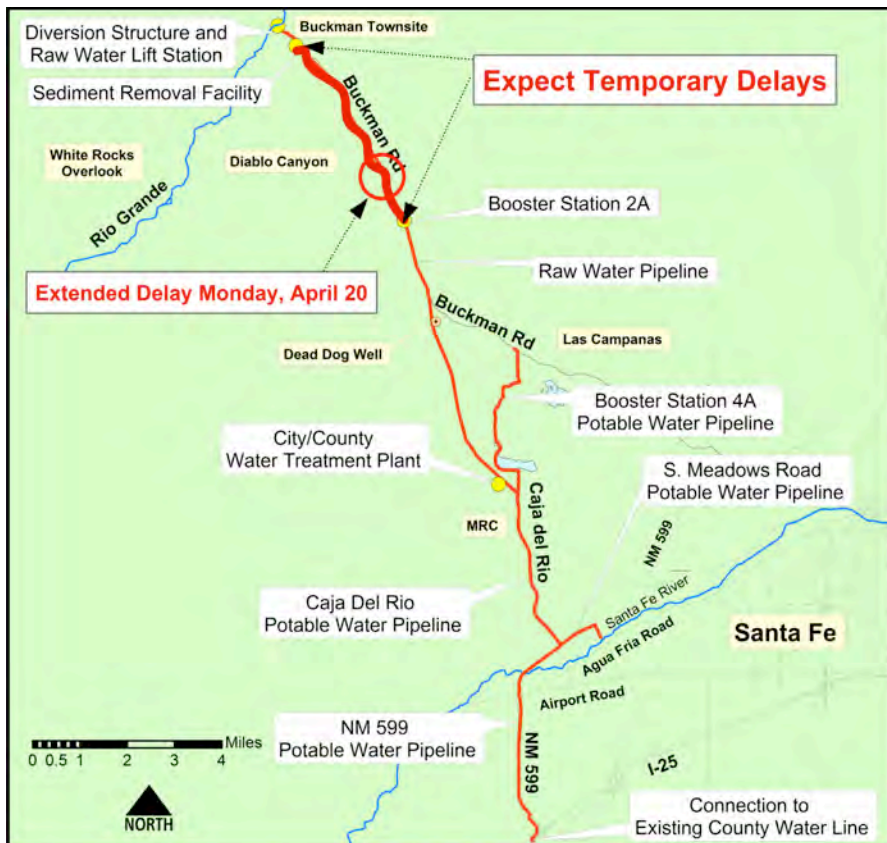 Diversion Structure and
Raw Water Lift Station
Buckman Townsite
Expect Temporary Delays
Sediment Removal Facility
Buckman Rd
White Rocks
Overlook
Diablo Canyon
Rio Grande
Booster Station 2A
Raw Water Pipeline
Extended Delay Monday, April 20
Buckman Rd
Las Campanas
Dead Dog Well
Booster Station 4A
Potable Water Pipeline
City/County
Water Treatment Plant
S. Meadows Road
Potable Water Pipeline
MRC
Caja del Rio
NM 599
Caja Del Rio
Potable Water Pipeline
Santa Fe River
Santa Fe
Agua Fria Road
Airport Road
NM 599
Potable Water Pipeline
NM 599
I-25
Miles
0 0.5 1 2 3 4
NORTH
Connection to
Existing County Water Line